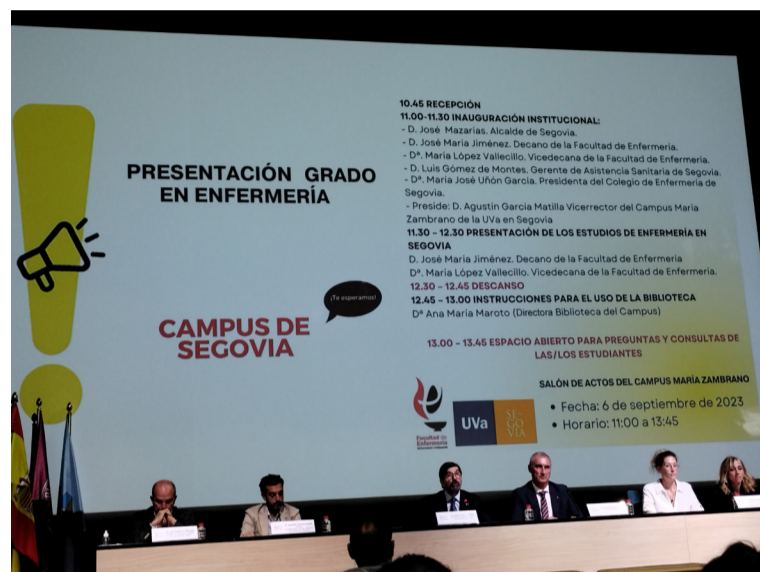 PRESENTACIÓN GRADO
EN ENFERMERÍA
¡Te esperamos!
CAMPUS DE
SEGOVIA
10.45 RECEPCIÓN
11.00-11.30 INAUGURACIÓN INSTITUCIONAL:
- D. José Mazarías. Alcalde de Segovia.
- D. José María Jiménez. Decano de la Facultad de Enfermería.
- Dª. María López Vallecillo. Vicedecana de la Facultad de Enfermería.
- D. Luis Gómez de Montes. Gerente de Asistencia Sanitaria de Segovia.
- Dª. Maria José Uñón García. Presidenta del Colegio de Enfermería de
Segovia.
- Preside: D. Agustín García Matilla Vicerrector del Campus María
Zambrano de la UVa en Segovia
11.30 – 12.30 PRESENTACIÓN DE LOS ESTUDIOS DE ENFERMERÍA EN
SEGOVIA
D. José María Jiménez. Decano de la Facultad de Enfermería
Dª. María López Vallecillo. Vicedecana de la Facultad de Enfermería.
12.30 – 12.45 DESCANSO
12.45 – 13.00 INSTRUCCIONES PARA EL USO DE LA BIBLIOTECA
Dª Ana María Maroto (Directora Biblioteca del Campus)
13.00 – 13.45 ESPACIO ABIERTO PARA PREGUNTAS Y CONSULTAS DE
LAS/LOS ESTUDIANTES
SALÓN DE ACTOS DEL CAMPUS MARÍA ZAMBRANO
• Fecha: 6 de septiembre de 2023
• Horario: 11:00 a 13:45
Facultad de
Enfermería
UVa
SE-
GO
VIA